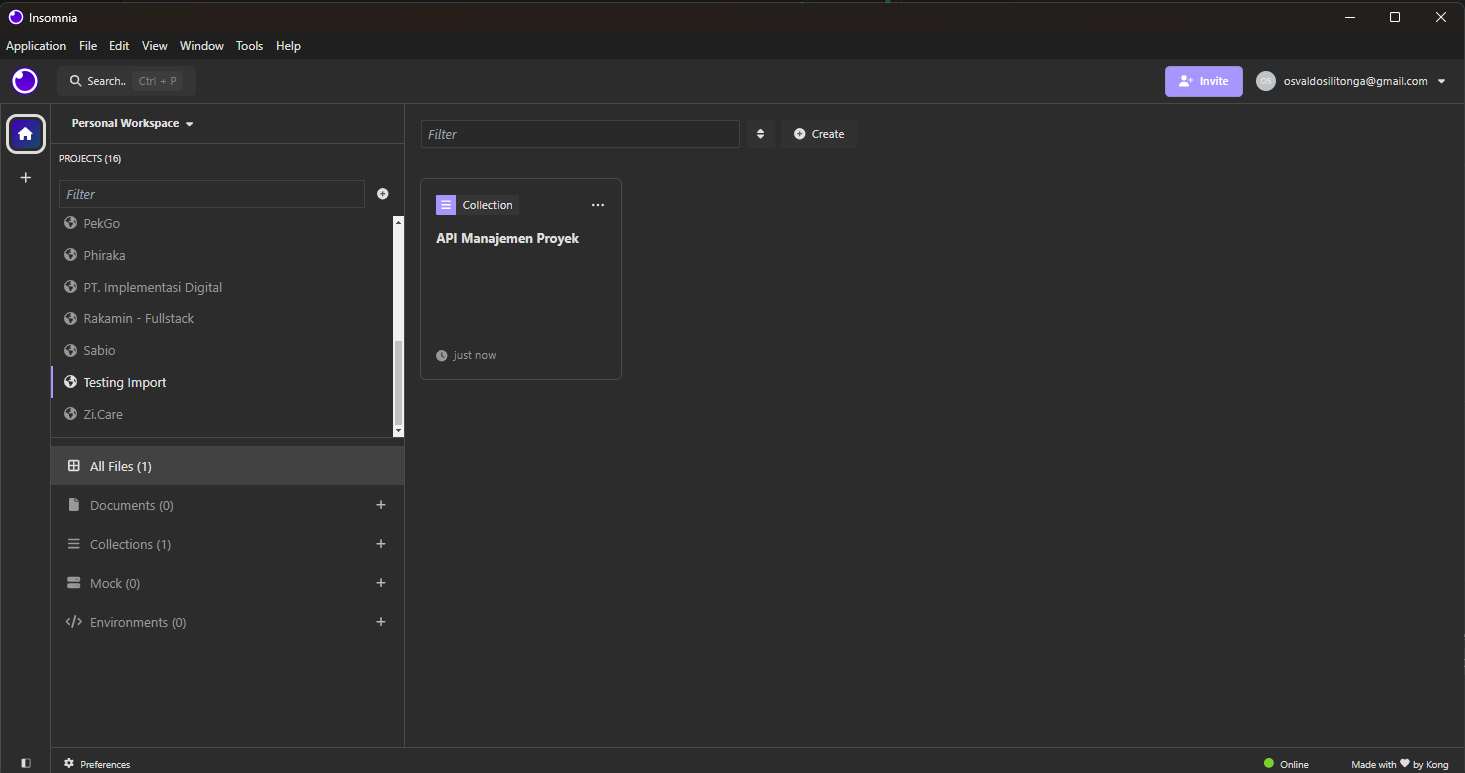 Insomnia
Application File Edit View Window Tools Help
Search.. Ctrl + P
Invite
OS
osvaldosilitonga@gmail.com
Personal Workspace
PROJECTS (16)
Filter
PekGo
Phiraka
PT. Implementasi Digital
Rakamin - Fullstack
Sabio
Testing Import
Zi.Care
All Files (1)
Documents (0)
Collections (1)
Mock (0)
Environments (0)
Filter
Create
Collection
API Manajemen Proyek
just now
Preferences
Online
Made with ❤ by Kong